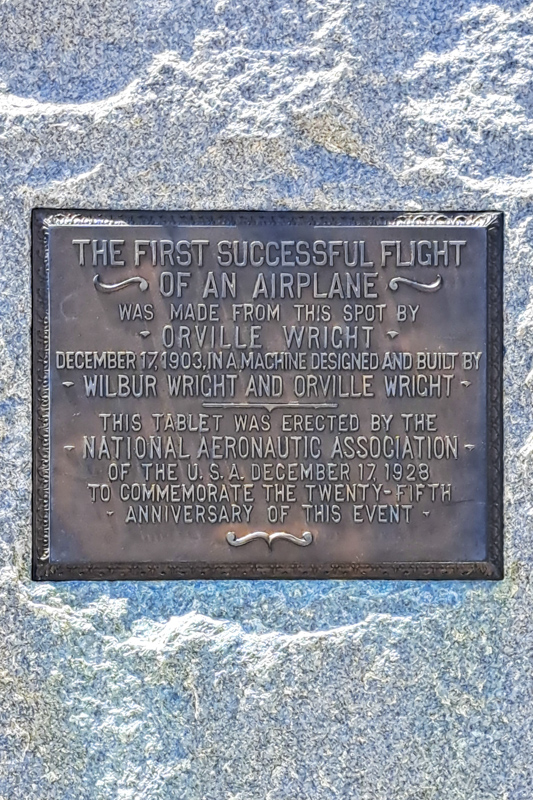 THE FIRST SUCCESSFUL FLIGHT
OF AN AIRPLANE
WAS MADE FROM THIS SPOT BY
ORVILLE WRIGHT
DECEMBER 17, 1903, IN A MACHINE DESIGNED AND BUILT BY
WILBUR WRIGHT AND ORVILLE WRIGHT
THIS TABLET WAS ERECTED BY THE
NATIONAL AERONAUTIC ASSOCIATION
OF THE U.S.A. DECEMBER 17, 1928
TO COMMEMORATE THE TWENTY-FIFTH
ANNIVERSARY OF THIS EVENT